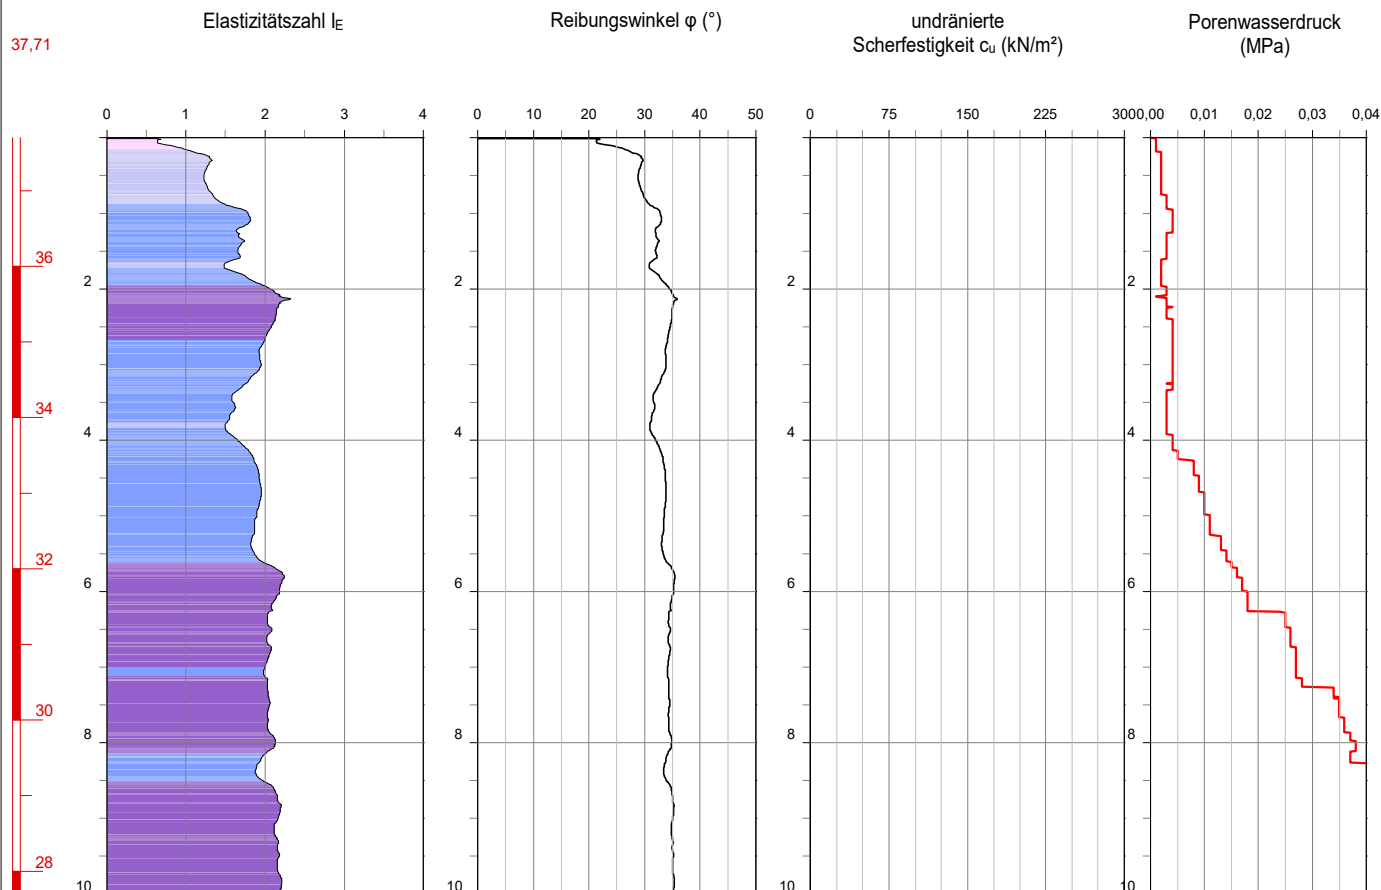 Elastizitätszahl IE
Reibungswinkel φ (°)
undränierte
Scherfestigkeit cu (kN/m²)
Porenwasserdruck
(MPa)
37,71
0 1 2 3 4
0 10 20 30 40 50
0 75 150 225 300
0,00 0,01 0,02 0,03 0,04
36
2 2 2 2
34
4 4 4 4
32
6 6 6 6
30
8 8 8 8
28
10 10 10 10